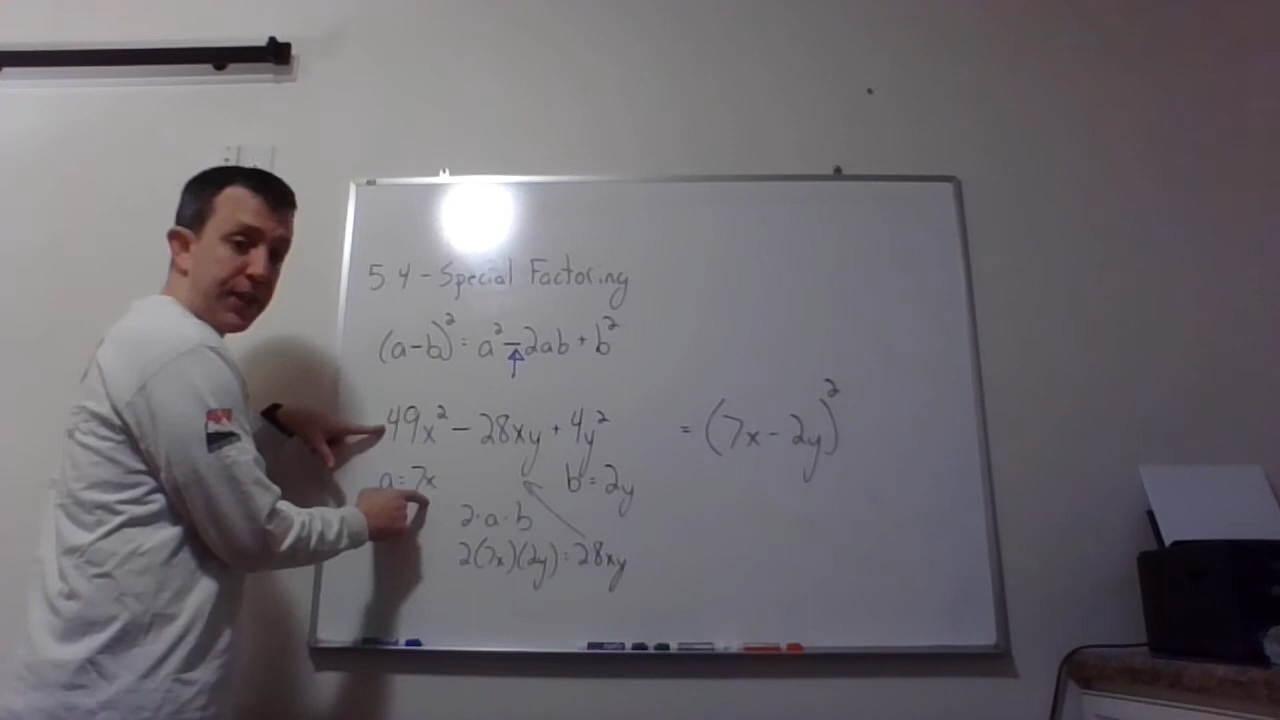 5.4 - Special Factoring
(a-b)² = a² - 2ab + b²
49x² - 28xy + 4y² = (7x - 2y)²
a = 7x b = 2y
2·a·b
2(7x)(2y) = 28xy